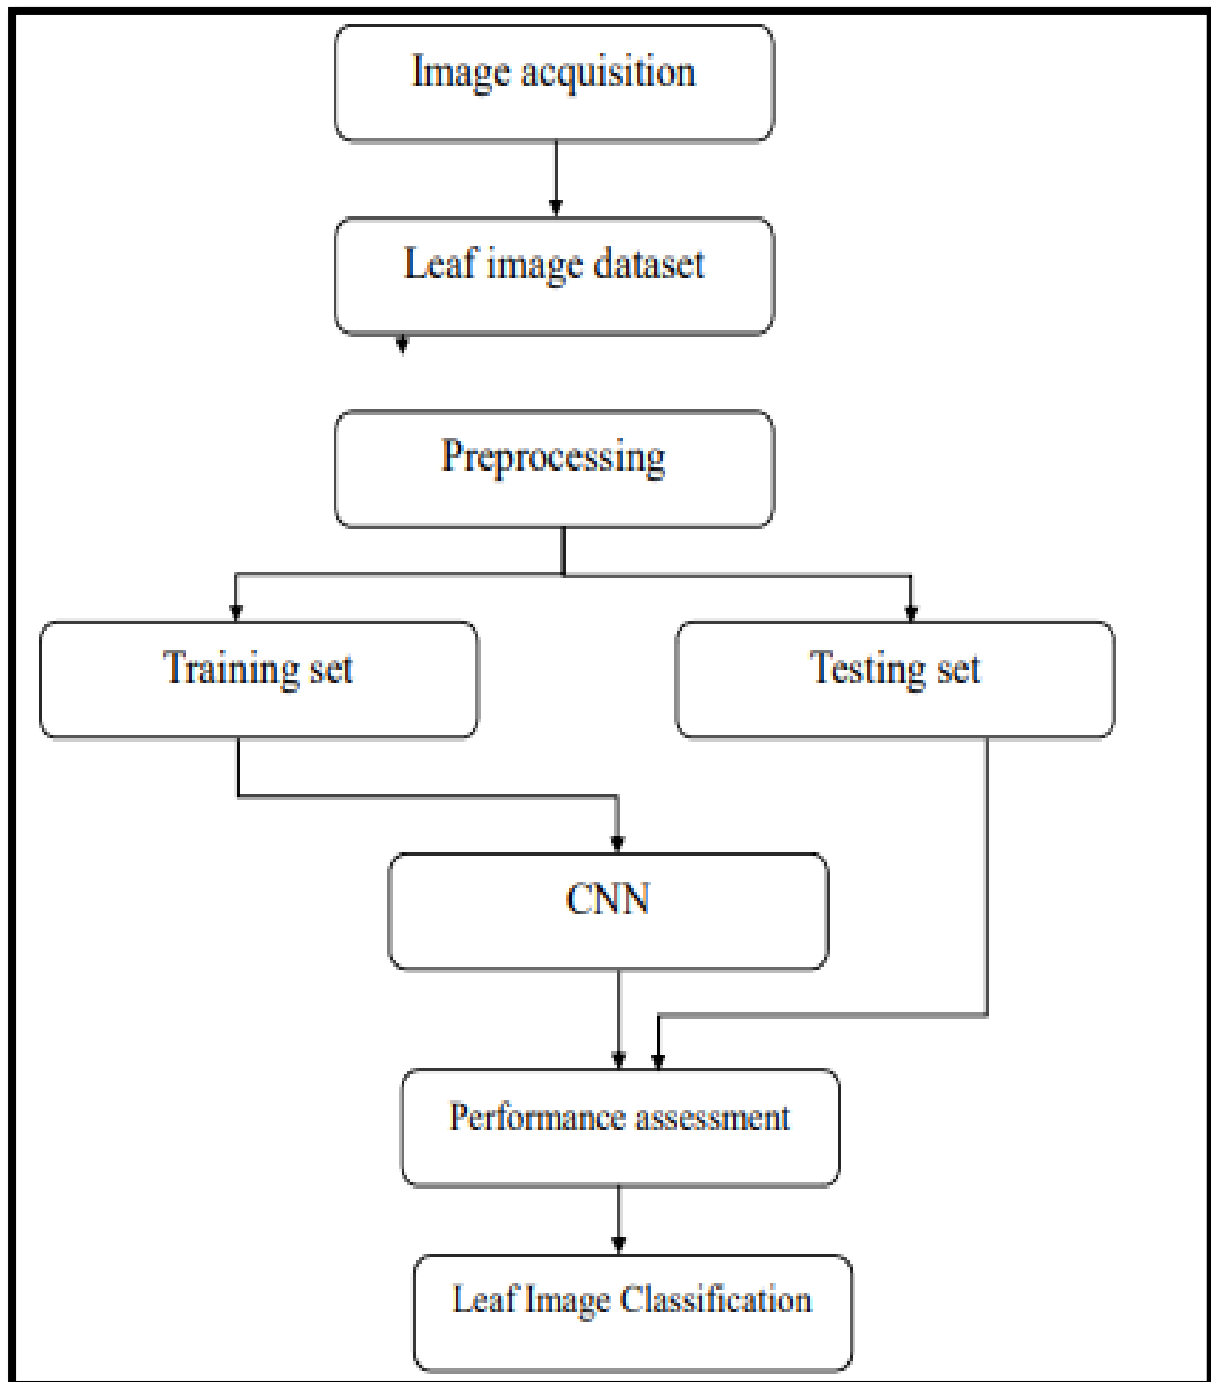 Image acquisition
Leaf image dataset
Preprocessing
Training set
Testing set
CNN
Performance assessment
Leaf Image Classification